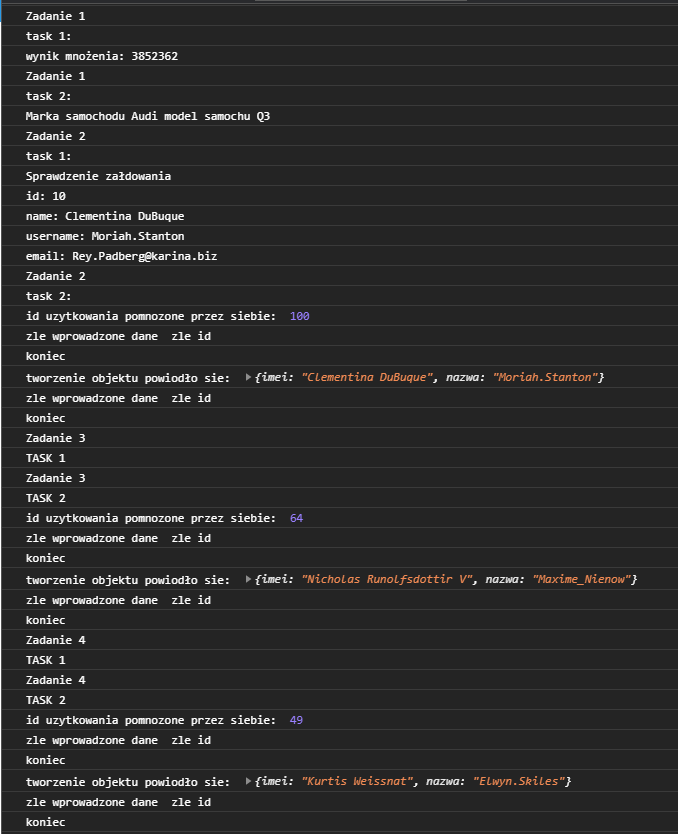 Zadanie 1
task 1:
wynik mnożenia: 3852362
Zadanie 1
task 2:
Marka samochodu Audi model samochu Q3
Zadanie 2
task 1:
Sprawdzenie załdowania
id: 10
name: Clementina DuBuque
username: Moriah.Stanton
email: Rey.Padberg@karina.biz
Zadanie 2
task 2:
id uzytkowania pomnozone przez siebie: 100
zle wprowadzone dane zle id
koniec
tworzenie objektu powiodło sie: {imei: "Clementina DuBuque", nazwa: "Moriah.Stanton"}
zle wprowadzone dane zle id
koniec
Zadanie 3
TASK 1
Zadanie 3
TASK 2
id uzytkowania pomnozone przez siebie: 64
zle wprowadzone dane zle id
koniec
tworzenie objektu powiodło sie: {imei: "Nicholas Runolfsdottir V", nazwa: "Maxime_Nienow"}
zle wprowadzone dane zle id
koniec
Zadanie 4
TASK 1
Zadanie 4
TASK 2
id uzytkowania pomnozone przez siebie: 49
zle wprowadzone dane zle id
koniec
tworzenie objektu powiodło sie: {imei: "Kurtis Weissnat", nazwa: "Elwyn.Skiles"}
zle wprowadzone dane zle id
koniec